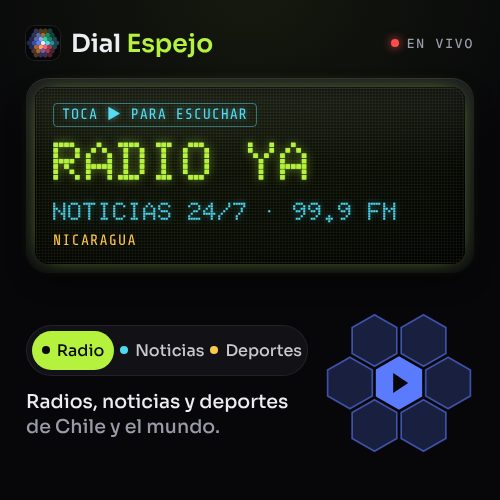 Dial Espejo
EN VIVO
TOCA ▶ PARA ESCUCHAR
RADIO YA
NOTICIAS 24/7 · 99.9 FM
NICARAGUA
Radio
Noticias
Deportes
Radios, noticias y deportes
de Chile y el mundo.